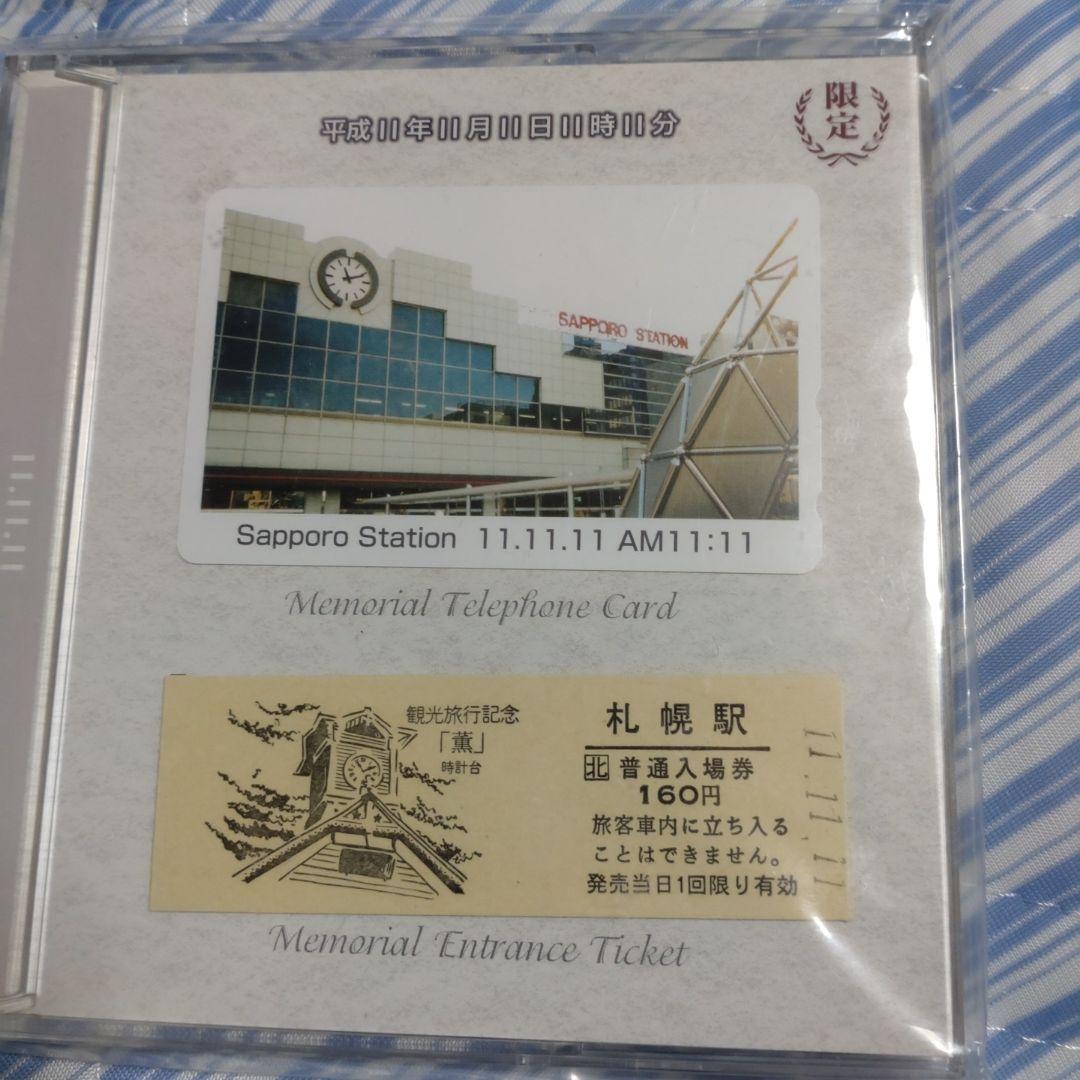 平成11年11月11日11時11分
限定
SAPPORO STATION
Sapporo Station 11.11.11 AM11:11
Memorial Telephone Card
観光旅行記念
「薫」
時計台
札幌駅
北 普通入場券
160円
旅客車内に立ち入る
ことはできません。
発売当日1回限り有効
11.11.11
Memorial Entrance Ticket
11.11.11